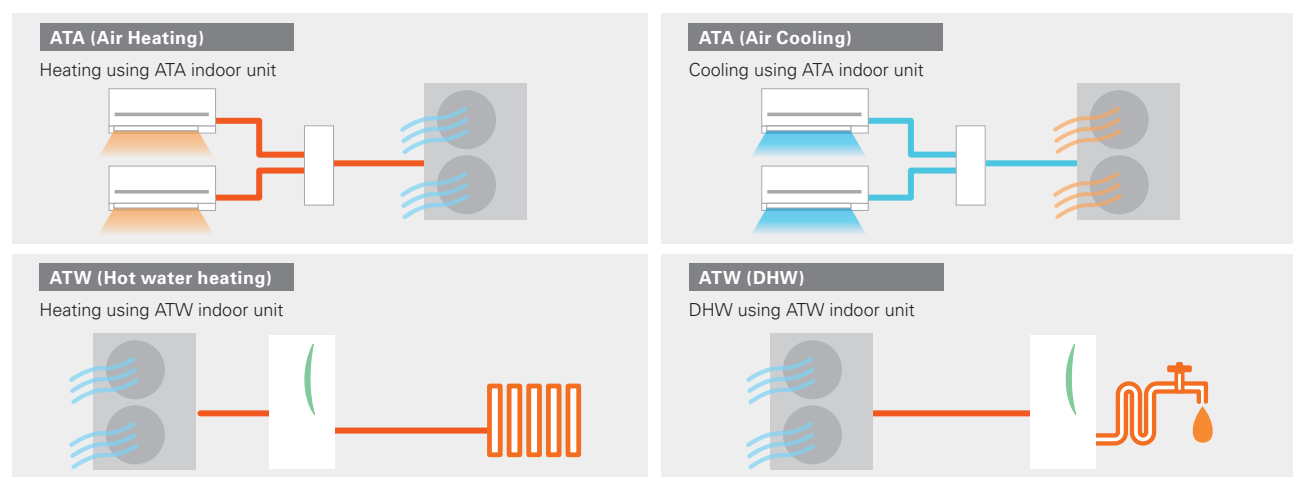 ATA (Air Heating)
Heating using ATA indoor unit
ATA (Air Cooling)
Cooling using ATA indoor unit
ATW (Hot water heating)
Heating using ATW indoor unit
ATW (DHW)
DHW using ATW indoor unit